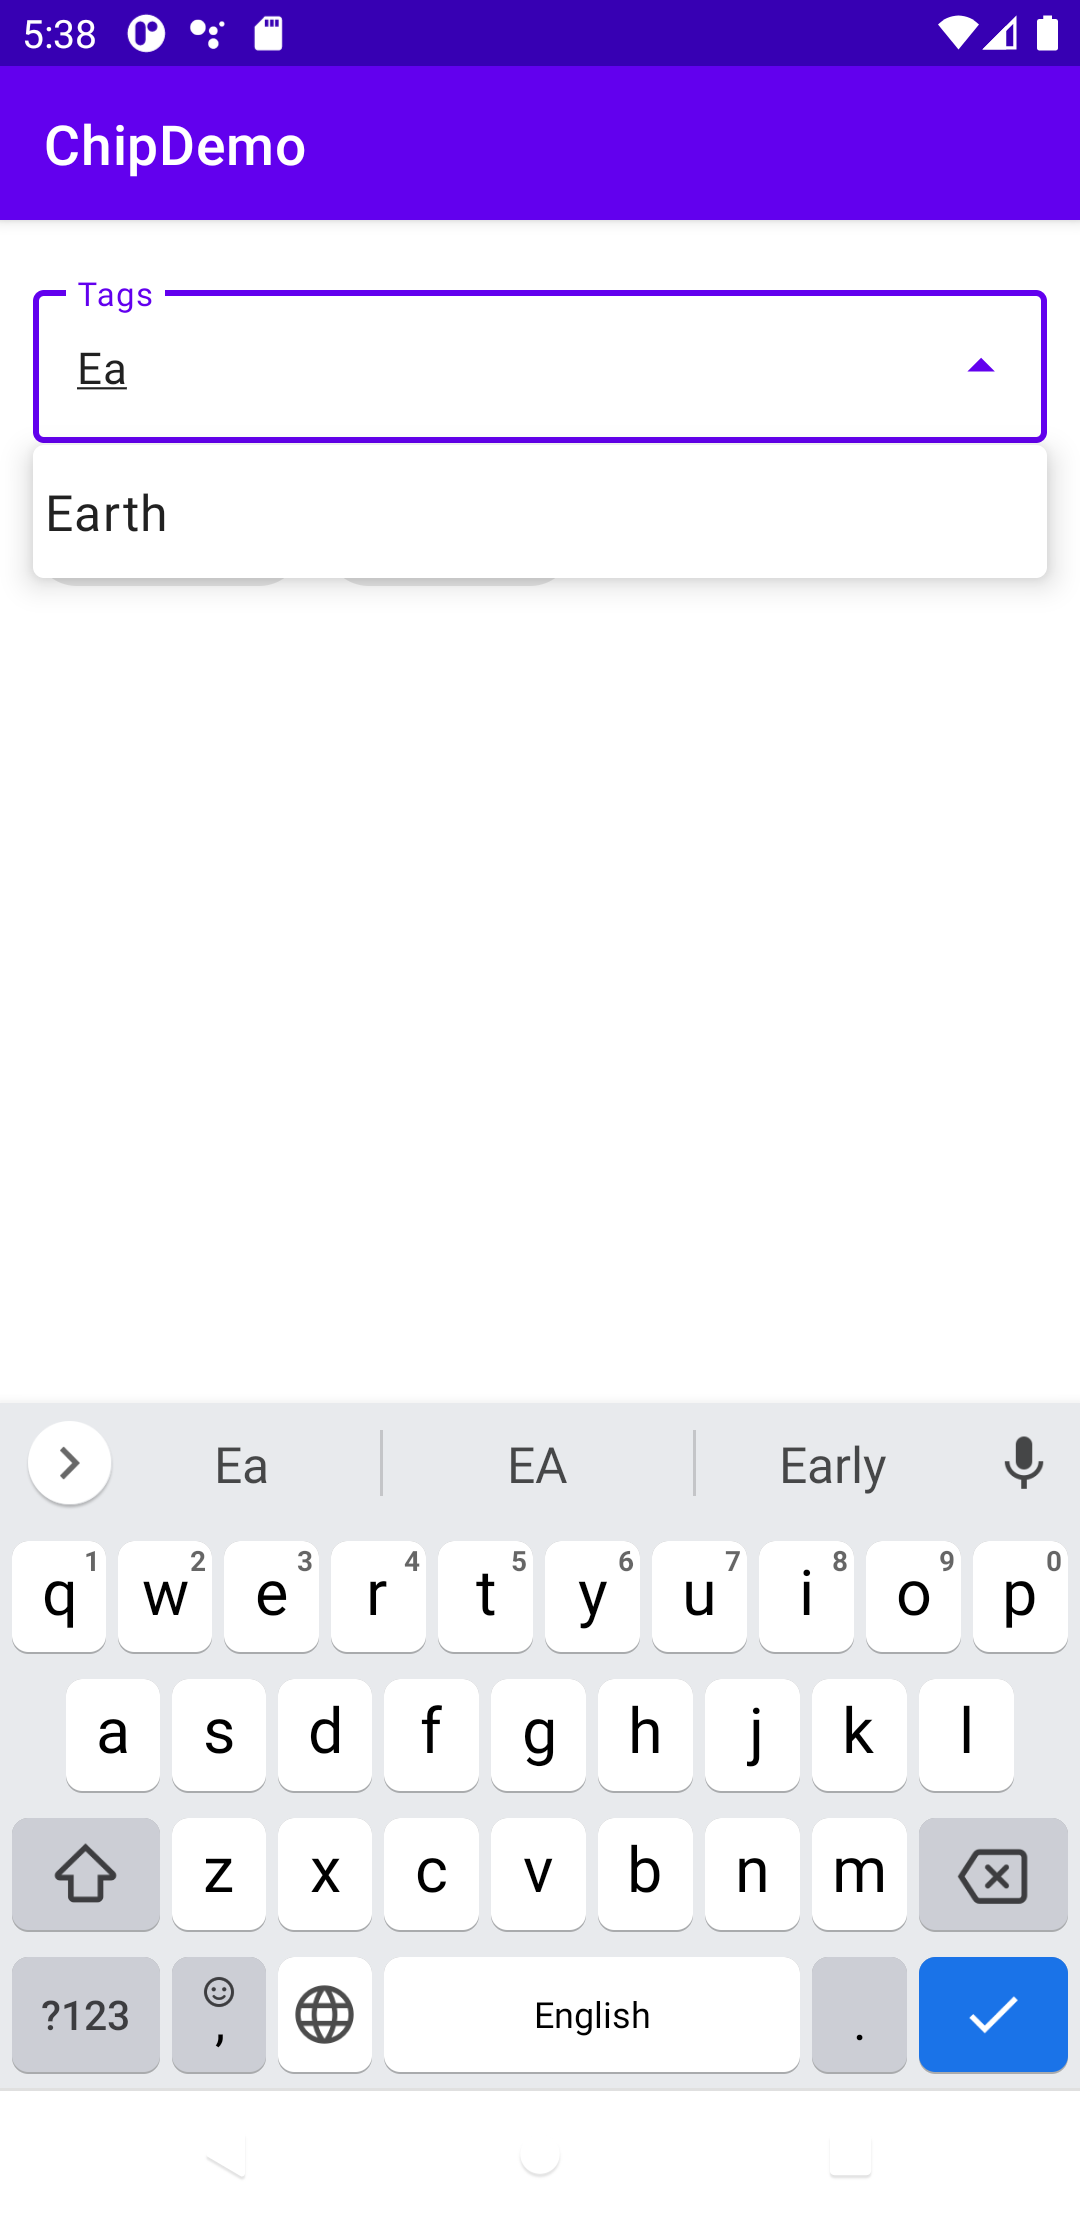 5:38
ChipDemo
Tags
Ea
Earth
Ea EA Early
q 1 w 2 e 3 r 4 t 5 y 6 u 7 i 8 o 9 p 0
a s d f g h j k l
z x c v b n m
?123 , English .